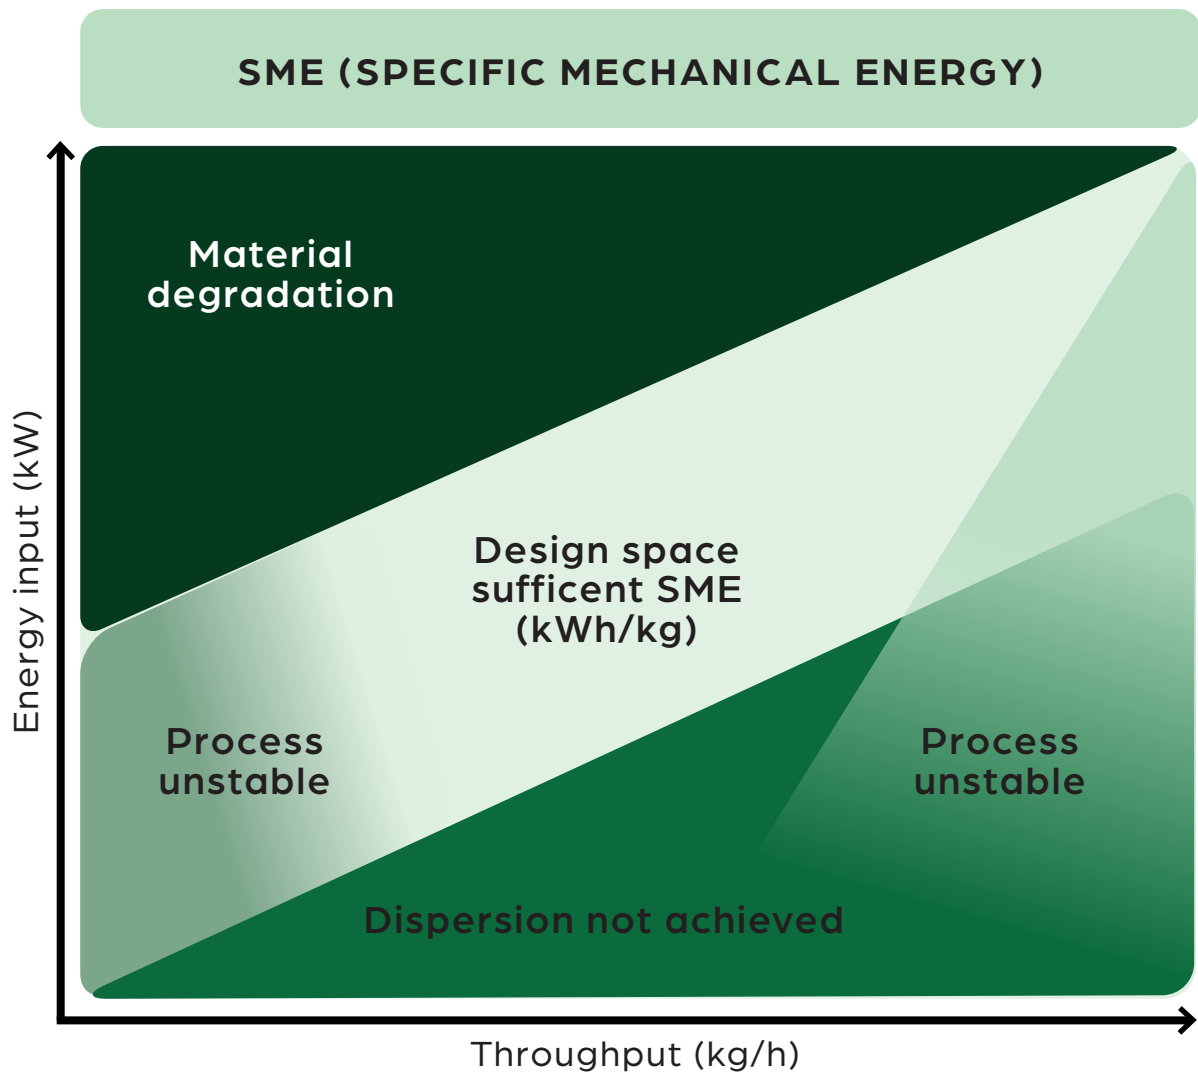 SME (SPECIFIC MECHANICAL ENERGY)
Material
degradation
Energy input (kW)
Design space
sufficent SME
(kWh/kg)
Process
unstable
Process
unstable
Dispersion not achieved
Throughput (kg/h)